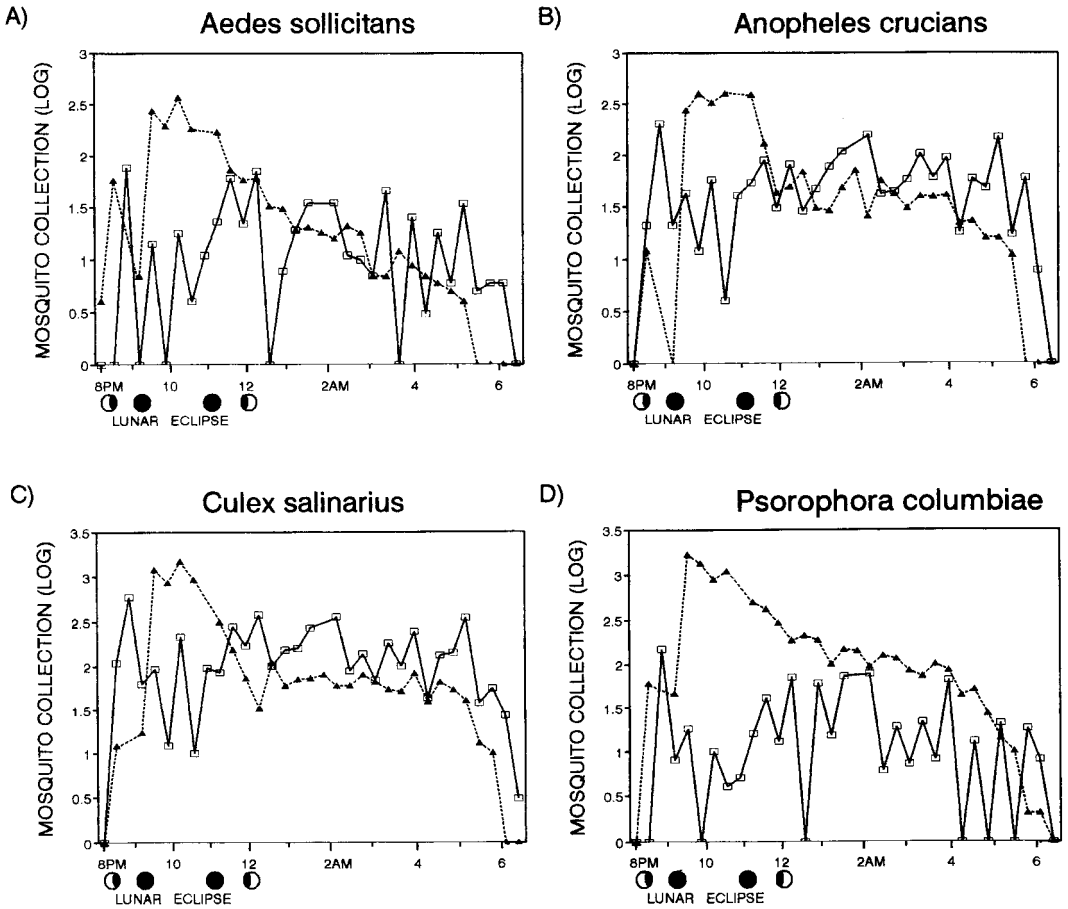 A)
Aedes sollicitans
MOSQUITO COLLECTION (LOG)
3
2.5
2
1.5
1
0.5
0
8PM 10 12 2AM 4 6
LUNAR ECLIPSE
B)
Anopheles crucians
MOSQUITO COLLECTION (LOG)
3
2.5
2
1.5
1
0.5
0
8PM 10 12 2AM 4 6
LUNAR ECLIPSE
C)
Culex salinarius
MOSQUITO COLLECTION (LOG)
3.5
3
2.5
2
1.5
1
0.5
0
8PM 10 12 2AM 4 6
LUNAR ECLIPSE
D)
Psorophora columbiae
MOSQUITO COLLECTION (LOG)
3.5
3
2.5
2
1.5
1
0.5
0
8PM 10 12 2AM 4 6
LUNAR ECLIPSE